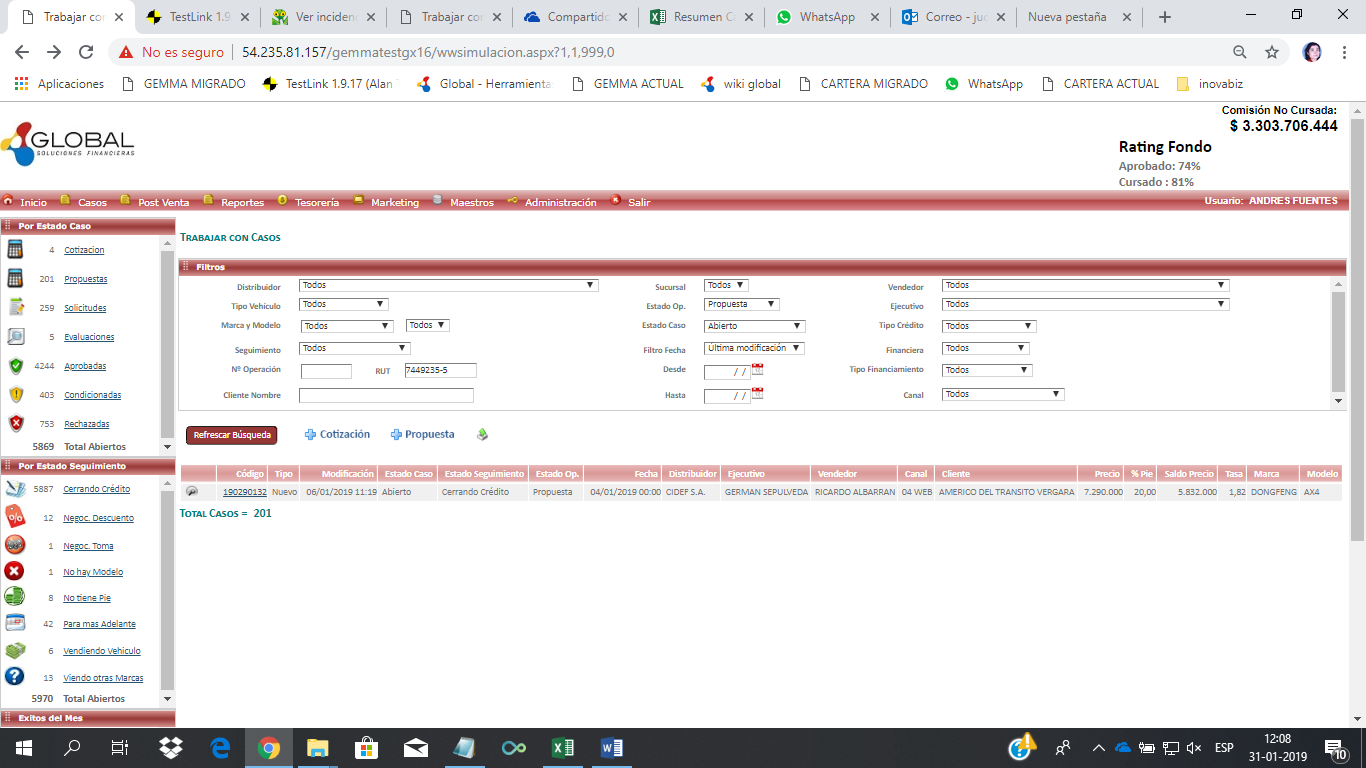 Trabajar con
TestLink 1.9
Ver inciden
Trabajar con
Compartido
Resumen C
WhatsApp
Correo - jud
Nueva pestaña
No es seguro 54.235.81.157/gemmatestgx16/wwsimulacion.aspx?1,1,999,0
Aplicaciones GEMMA MIGRADO TestLink 1.9.17 (Alan Global - Herramienta GEMMA ACTUAL wiki global CARTERA MIGRADO WhatsApp CARTERA ACTUAL inovabiz
Comisión No Cursada:
$ 3.303.706.444
GLOBAL
SOLUCIONES FINANCIERAS
Rating Fondo
Aprobado: 74%
Cursado : 81%
Inicio Casos Post Venta Reportes Tesorería Marketing Maestros Administración Salir Usuario: ANDRES FUENTES
Por Estado Caso
4 Cotizacion
201 Propuestas
259 Solicitudes
5 Evaluaciones
4244 Aprobadas
403 Condicionadas
753 Rechazadas
5869 Total Abiertos
Por Estado Seguimiento
5887 Cerrando Crédito
12 Negoc. Descuento
1 Negoc. Toma
1 No hay Modelo
8 No tiene Pie
42 Para mas Adelante
6 Vendiendo Vehículo
13 Viendo otras Marcas
5970 Total Abiertos
Exitos del Mes
TRABAJAR CON CASOS
Filtros
Distribuidor Todos Sucursal Todos Vendedor Todos
Tipo Vehículo Todos Estado Op. Propuesta Ejecutivo Todos
Marca y Modelo Todos Todos Estado Caso Abierto Tipo Crédito Todos
Seguimiento Todos Filtro Fecha Última modificación Financiera Todos
Nº Operación RUT 7449235-5 Desde / / Tipo Financiamiento Todos
Cliente Nombre Hasta / / Canal Todos
Refrescar Búsqueda Cotización Propuesta
Código Tipo Modificación Estado Caso Estado Seguimiento Estado Op. Fecha Distribuidor Ejecutivo Vendedor Canal Cliente Precio % Pie Saldo Precio Tasa Marca Modelo
190290132 Nuevo 06/01/2019 11:19 Abierto Cerrando Crédito Propuesta 04/01/2019 00:00 CIDEF S.A. GERMAN SEPULVEDA RICARDO ALBARRAN 04 WEB AMERICO DEL TRANSITO VERGARA 7.290.000 20,00 5.832.000 1,82 DONGFENG AX4
TOTAL CASOS = 201
ESP
12:08
31-01-2019
10